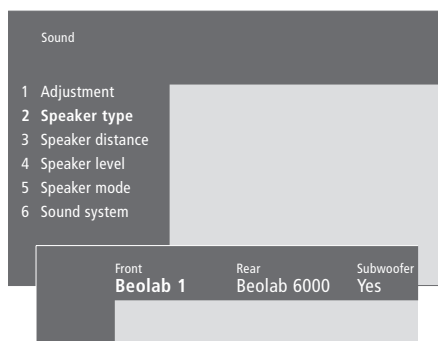 Sound
1 Adjustment
2 Speaker type
3 Speaker distance
4 Speaker level
5 Speaker mode
6 Sound system
Front Rear Subwoofer
Beolab 1 Beolab 6000 Yes